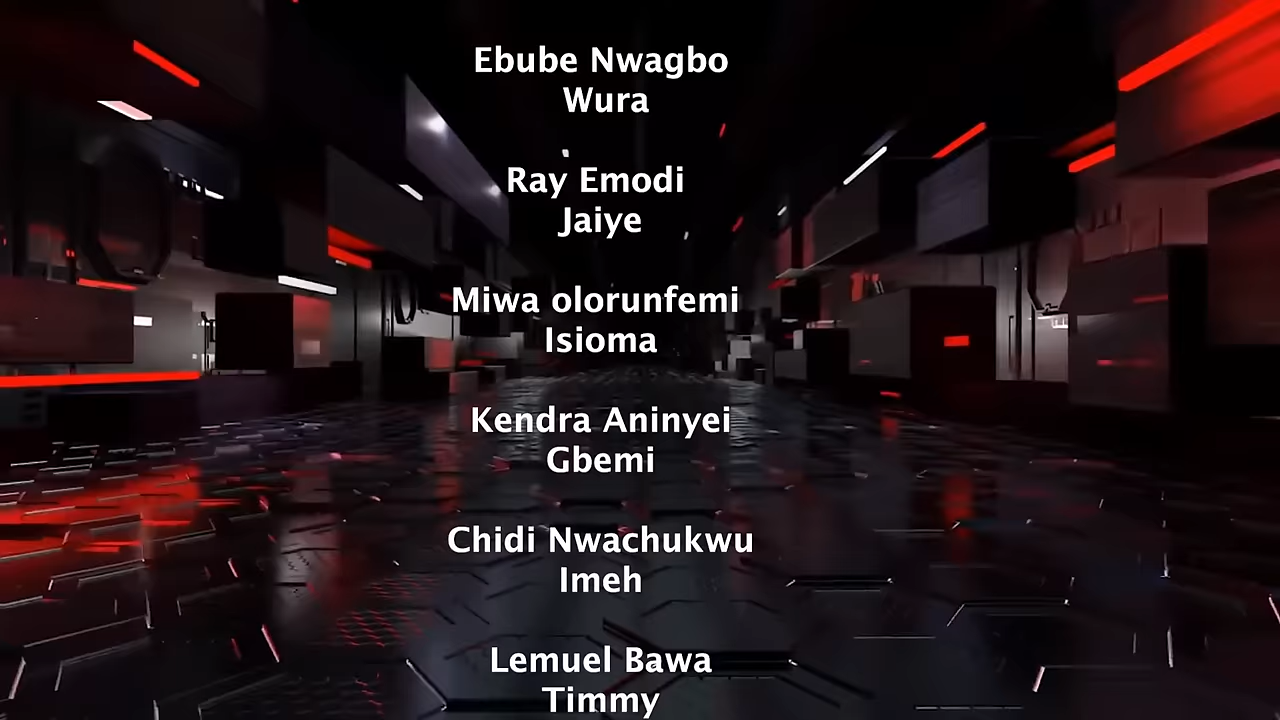 Ebube Nwagbo
Wura
Ray Emodi
Jaiye
Miwa olorunfemi
Isioma
Kendra Aninyei
Gbemi
Chidi Nwachukwu
Imeh
Lemuel Bawa
Timmy